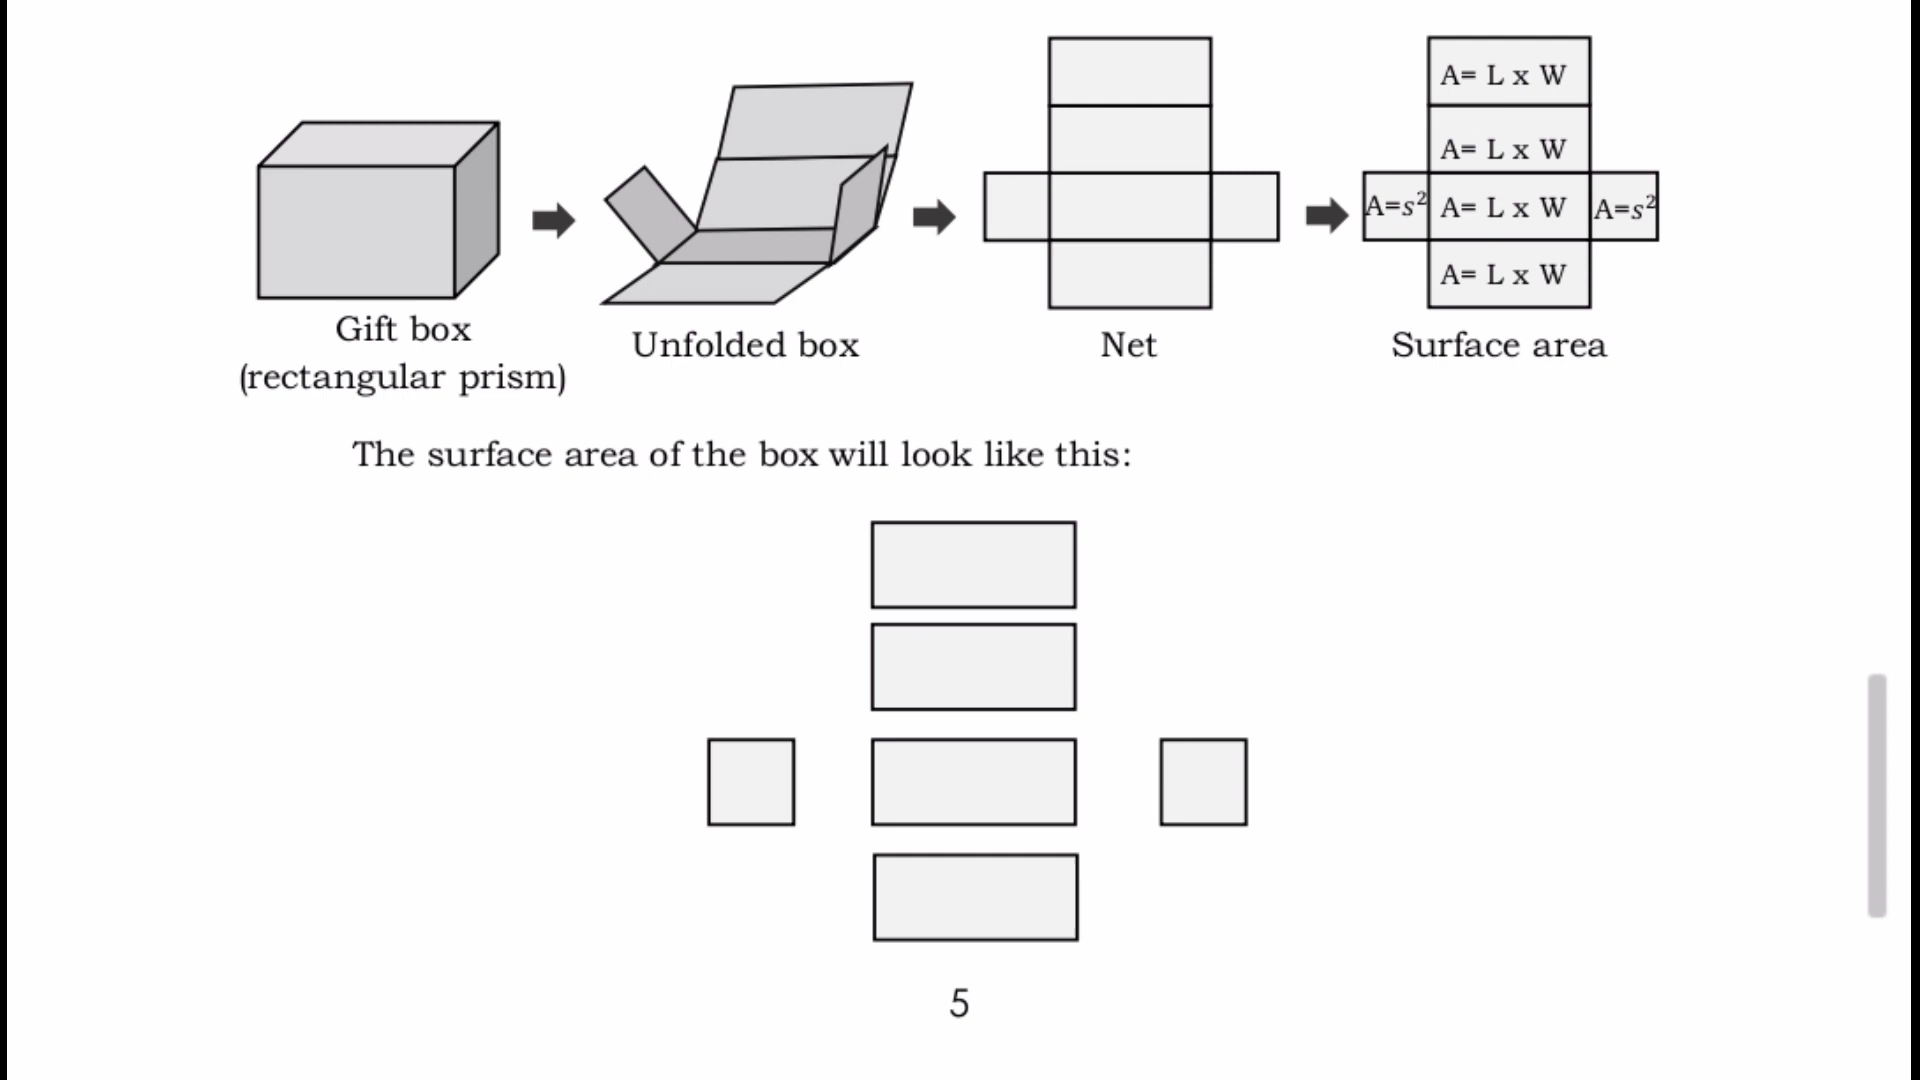 A= L x W
A= L x W
A=s² A= L x W A=s²
A= L x W
Gift box
(rectangular prism)
Unfolded box
Net
Surface area
The surface area of the box will look like this:
5